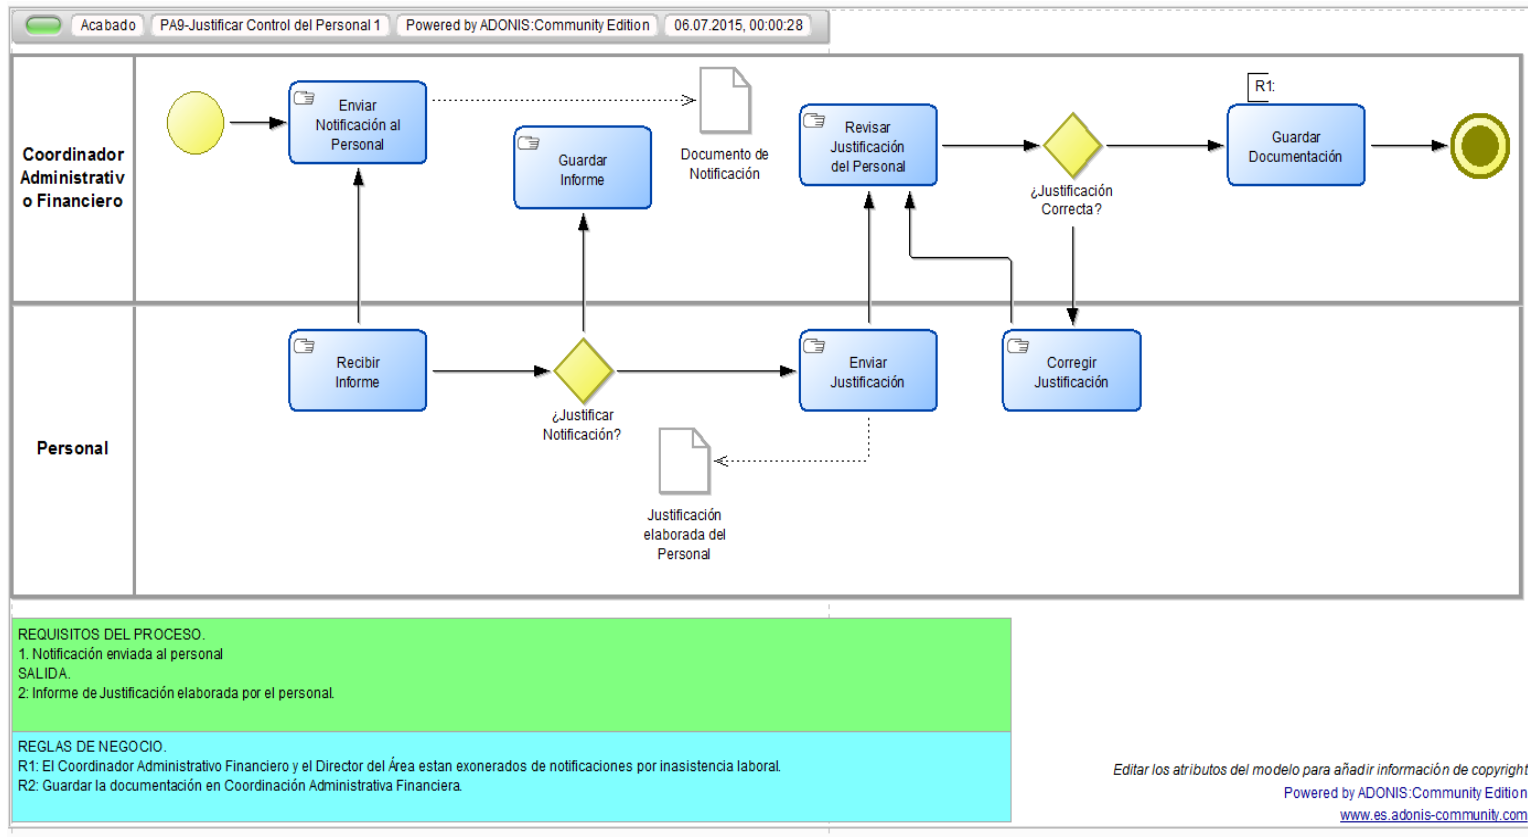 Acabado PA9-Justificar Control del Personal 1 Powered by ADONIS:Community Edition 06.07.2015, 00:00:28
Coordinador
Administrativ
o Financiero
Enviar
Notificación al
Personal
Guardar
Informe
Documento de
Notificación
Revisar
Justificación
del Personal
¿Justificación
Correcta?
R1:
Guardar
Documentación
Personal
Recibir
Informe
¿Justificar
Notificación?
Enviar
Justificación
Corregir
Justificación
Justificación
elaborada del
Personal
REQUISITOS DEL PROCESO.
1. Notificación enviada al personal
SALIDA.
2: Informe de Justificación elaborada por el personal.
REGLAS DE NEGOCIO.
R1: El Coordinador Administrativo Financiero y el Director del Área estan exonerados de notificaciones por inasistencia laboral.
R2: Guardar la documentación en Coordinación Administrativa Financiera.
Editar los atributos del modelo para añadir información de copyright
Powered by ADONIS:Community Edition
www.es.adonis-community.com